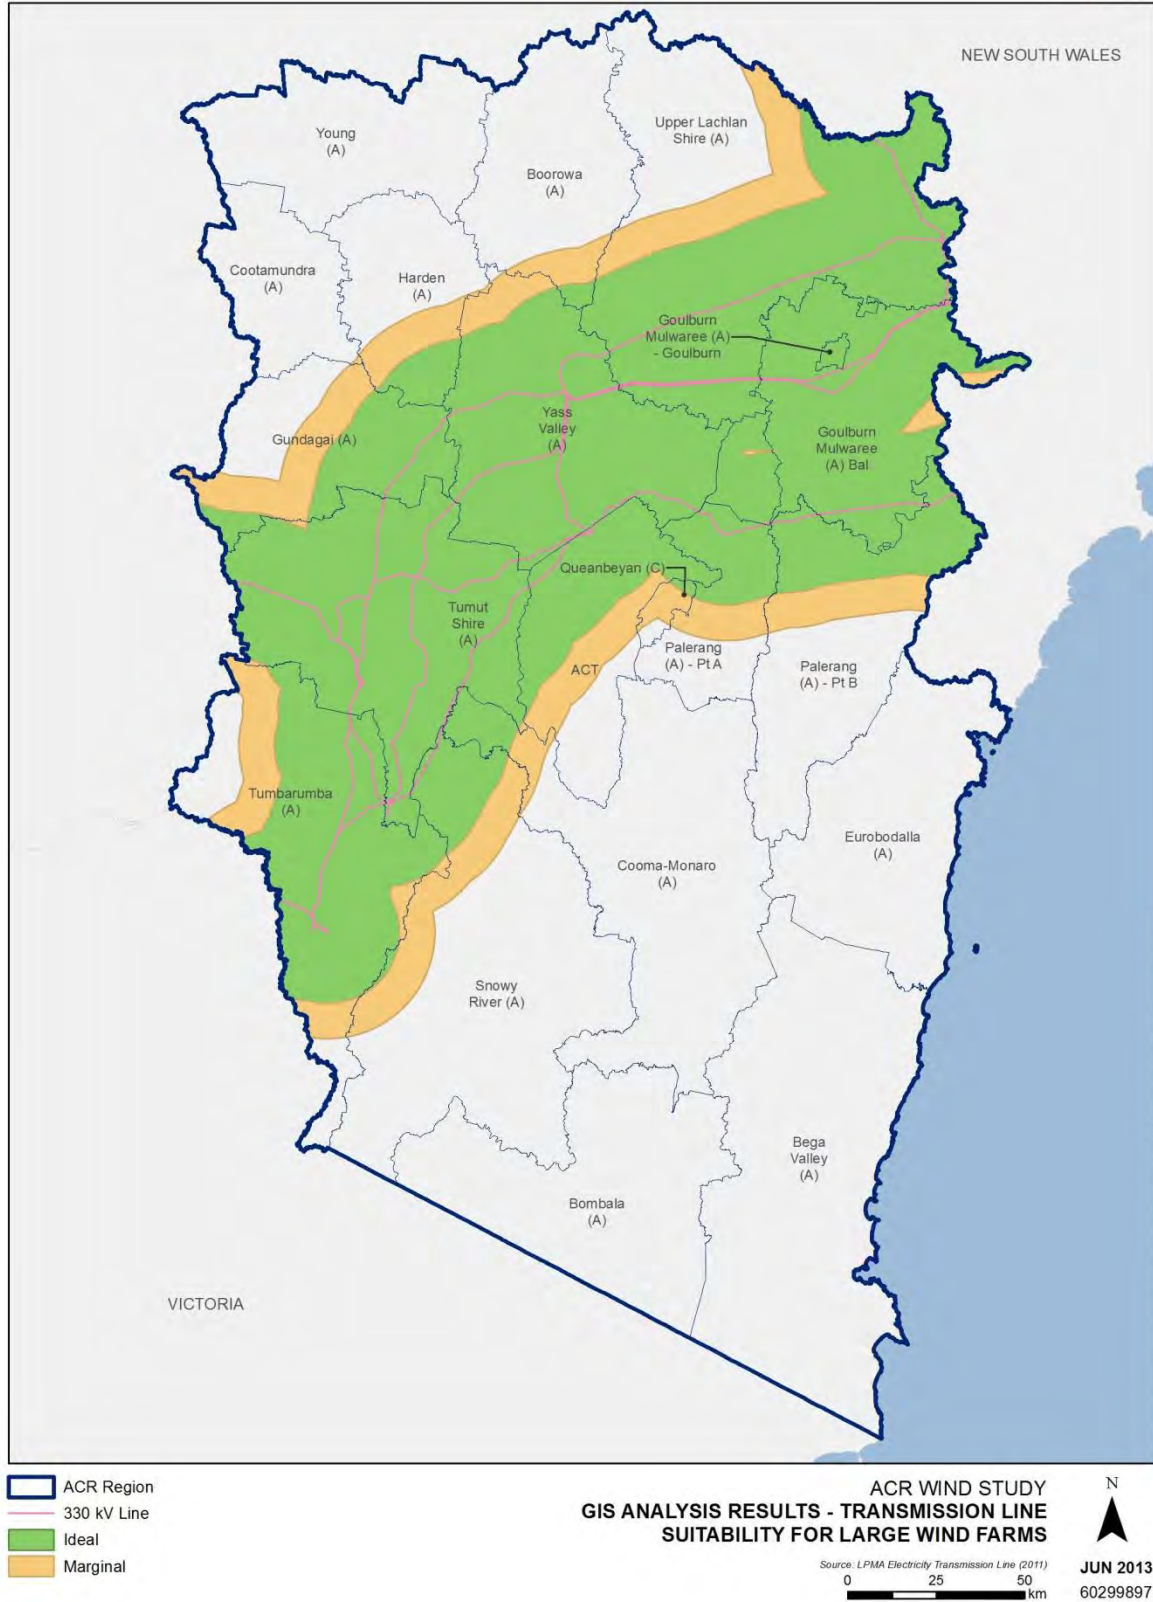 NEW SOUTH WALES
Upper Lachlan
Shire (A)
Young
(A)
Boorowa
(A)
Cootamundra
(A)
Harden
(A)
Goulburn
Mulwaree (A)
- Goulburn
Gundagai (A)
Yass
Valley
(A)
Goulburn
Mulwaree
(A) Bal
Queanbeyan (C)
Tumut
Shire
(A)
ACT
Palerang
(A) - Pt A
Palerang
(A) - Pt B
Tumbarumba
(A)
Eurobodalla
(A)
Cooma-Monaro
(A)
Snowy
River (A)
Bega
Valley
(A)
Bombala
(A)
VICTORIA
ACR Region
330 kV Line
Ideal
Marginal
ACR WIND STUDY
GIS ANALYSIS RESULTS - TRANSMISSION LINE
SUITABILITY FOR LARGE WIND FARMS
Source: LPMA Electricity Transmission Line (2011)
0 25 50
km
N
JUN 2013
60299897